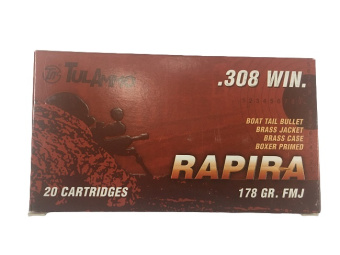 TULAMMO
.308 WIN.
BOAT TAIL BULLET
BRASS JACKET
BRASS CASE
BOXER PRIMED
RAPIRA
20 CARTRIDGES
178 GR. FMJ